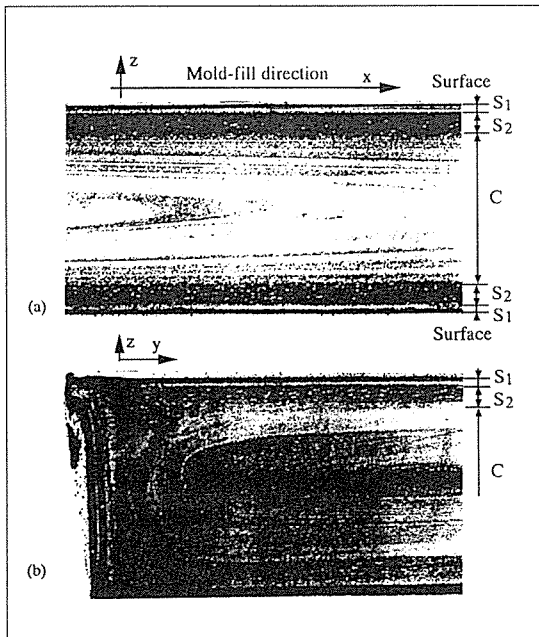 z
Mold-fill direction
x
Surface
S1
S2
C
S2
(a)
S1
Surface
z y
S1
S2
C
(b)